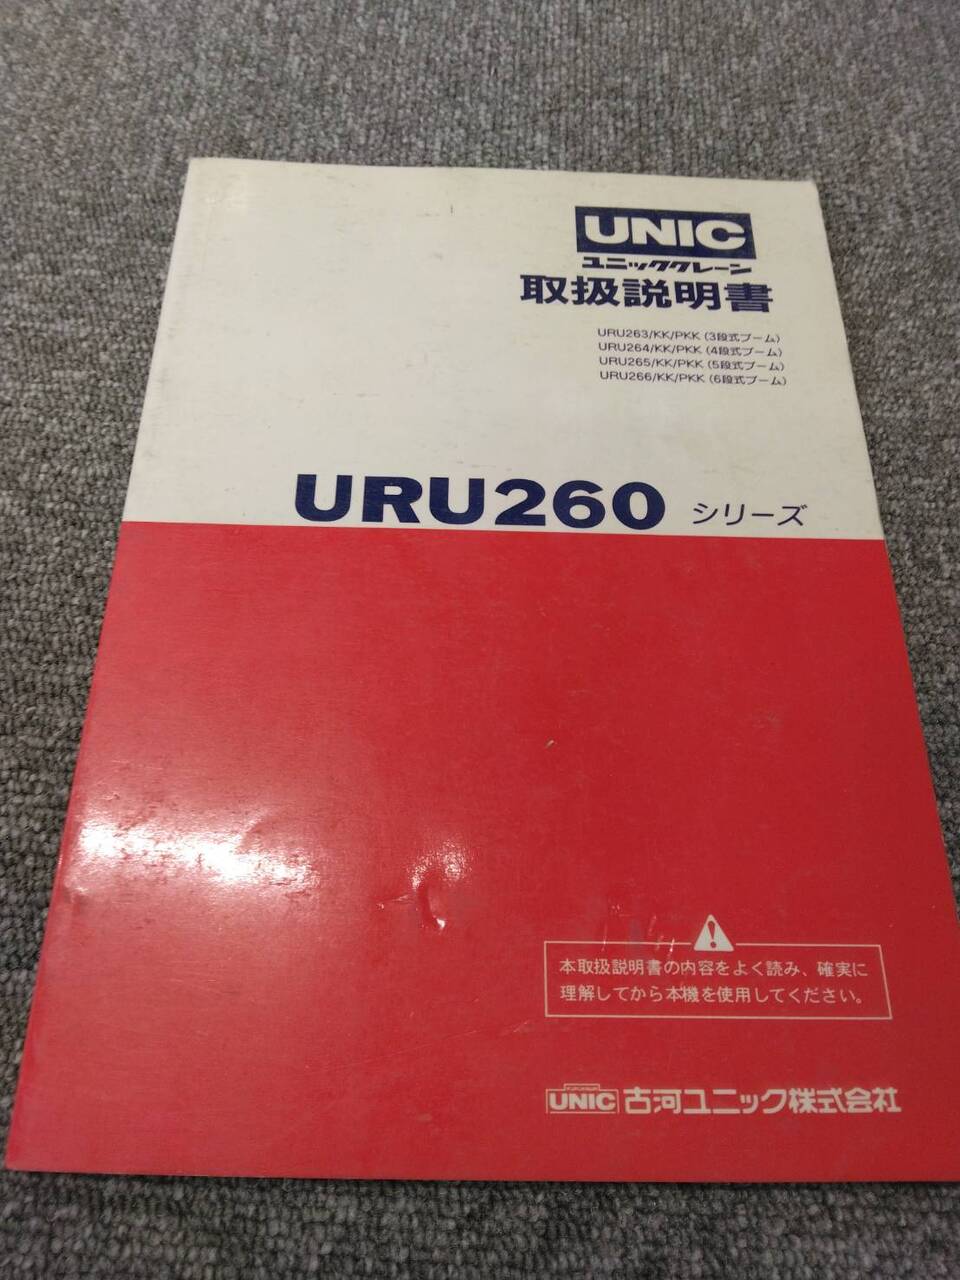 UNIC
ユニッククレーン
取扱説明書
URU263/KK/PKK (3段式ブーム)
URU264/KK/PKK (4段式ブーム)
URU265/KK/PKK (5段式ブーム)
URU266/KK/PKK (6段式ブーム)
URU260 シリーズ
本取扱説明書の内容をよく読み、確実に
理解してから本機を使用してください。
UNIC 古河ユニック株式会社